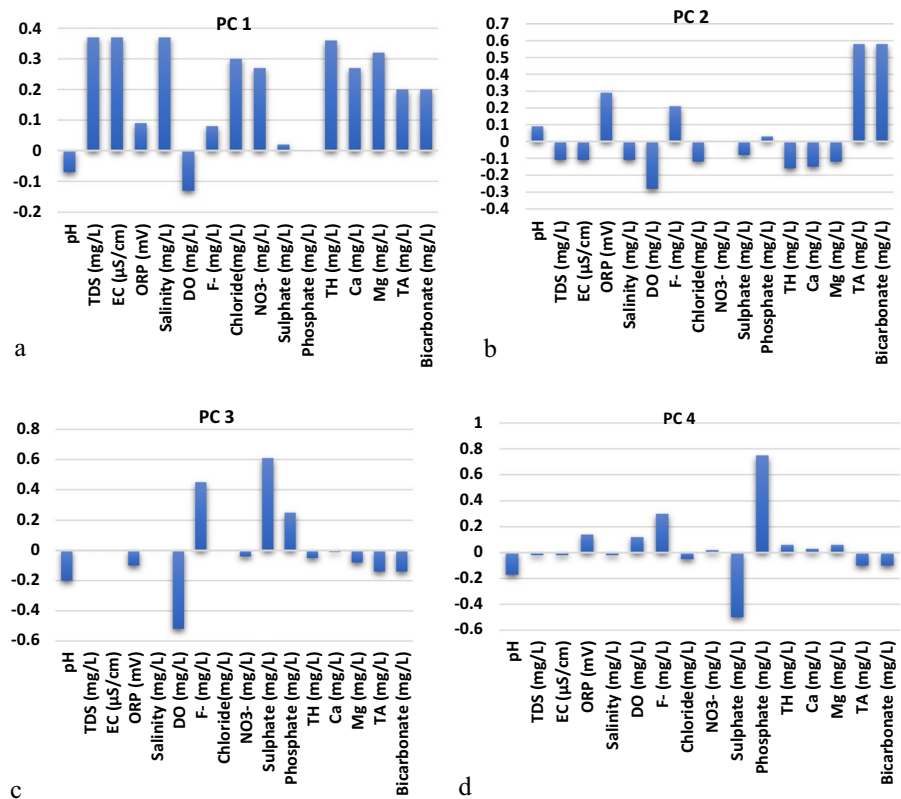 PC 1
0.4
0.3
0.2
0.1
0
-0.1
-0.2
pH
TDS (mg/L)
EC (µS/cm)
ORP (mV)
Salinity (mg/L)
DO (mg/L)
F- (mg/L)
Chloride(mg/L)
NO3- (mg/L)
Sulphate (mg/L)
Phosphate (mg/L)
TH (mg/L)
Ca (mg/L)
Mg (mg/L)
TA (mg/L)
Bicarbonate (mg/L)
a
PC 2
0.7
0.6
0.5
0.4
0.3
0.2
0.1
0
-0.1
-0.2
-0.3
-0.4
pH
TDS (mg/L)
EC (µS/cm)
ORP (mV)
Salinity (mg/L)
DO (mg/L)
F- (mg/L)
Chloride(mg/L)
NO3- (mg/L)
Sulphate (mg/L)
Phosphate (mg/L)
TH (mg/L)
Ca (mg/L)
Mg (mg/L)
TA (mg/L)
Bicarbonate (mg/L)
b
PC 3
0.8
0.6
0.4
0.2
0
-0.2
-0.4
-0.6
pH
TDS (mg/L)
EC (µS/cm)
ORP (mV)
Salinity (mg/L)
DO (mg/L)
F- (mg/L)
Chloride(mg/L)
NO3- (mg/L)
Sulphate (mg/L)
Phosphate (mg/L)
TH (mg/L)
Ca (mg/L)
Mg (mg/L)
TA (mg/L)
Bicarbonate (mg/L)
c
PC 4
1
0.8
0.6
0.4
0.2
0
-0.2
-0.4
-0.6
pH
TDS (mg/L)
EC (µS/cm)
ORP (mV)
Salinity (mg/L)
DO (mg/L)
F- (mg/L)
Chloride (mg/L)
NO3- (mg/L)
Sulphate (mg/L)
Phosphate (mg/L)
TH (mg/L)
Ca (mg/L)
Mg (mg/L)
TA (mg/L)
Bicarbonate (mg/L)
d